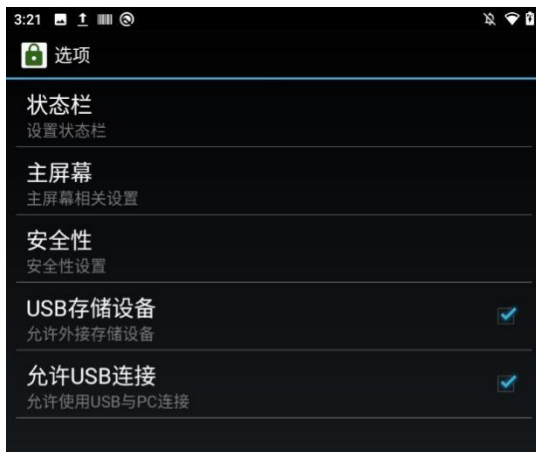 3:21
选项
状态栏
设置状态栏
主屏幕
主屏幕相关设置
安全性
安全性设置
USB存储设备
允许外接存储设备
允许USB连接
允许使用USB与PC连接